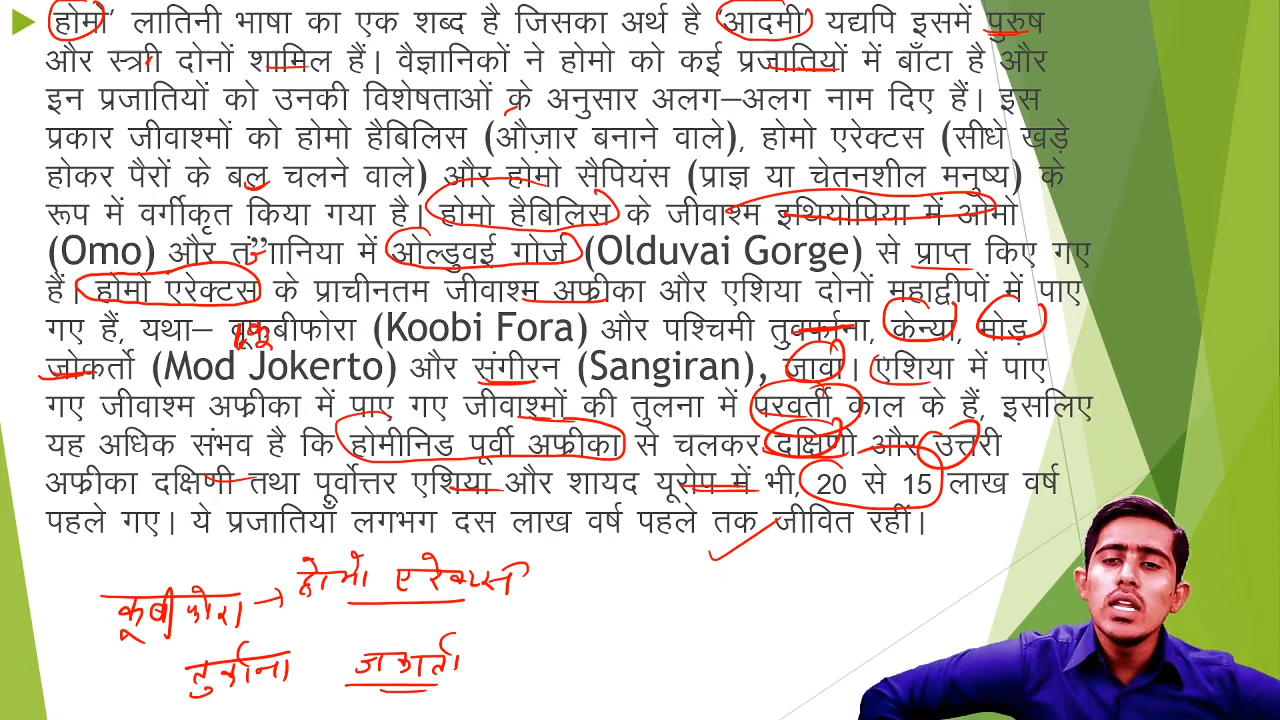 'होमो' लातिनी भाषा का एक शब्द है जिसका अर्थ है 'आदमी' यद्यपि इसमें पुरुष
और स्त्री दोनों शामिल हैं। वैज्ञानिकों ने होमो को कई प्रजातियों में बाँटा है और
इन प्रजातियों को उनकी विशेषताओं के अनुसार अलग–अलग नाम दिए हैं। इस
प्रकार जीवाश्मों को होमो हैबिलिस (औज़ार बनाने वाले), होमो एरेक्टस (सीधे खड़े
होकर पैरों के बल चलने वाले) और होमो सैपियंस (प्राज्ञ या चेतनशील मनुष्य) के
रूप में वर्गीकृत किया गया है। होमो हैबिलिस के जीवाश्म इथियोपिया में ओमो
(Omo) और तं”गानिया में ओल्डुवई गोर्ज (Olduvai Gorge) से प्राप्त किए गए
हैं। होमो एरेक्टस के प्राचीनतम जीवाश्म अफ्रीका और एशिया दोनों महाद्वीपों में पाए
गए हैं, यथा– कूबीफोरा (Koobi Fora) और पश्चिमी तुर्काना, केन्या, मोड़
जोकर्तो (Mod Jokerto) और संगीरन (Sangiran), जावा। एशिया में पाए
गए जीवाश्म अफ्रीका में पाए गए जीवाश्मों की तुलना में परवर्ती काल के हैं, इसलिए
यह अधिक संभव है कि होमीनिड पूर्वी अफ्रीका से चलकर दक्षिणी और उत्तरी
अफ्रीका दक्षिणी तथा पूर्वोत्तर एशिया और शायद यूरोप में भी, 20 से 15 लाख वर्ष
पहले गए। ये प्रजातियाँ लगभग दस लाख वर्ष पहले तक जीवित रहीं।
कूबीफोरा → होमो एरेक्टस
तुर्काना जकार्ता